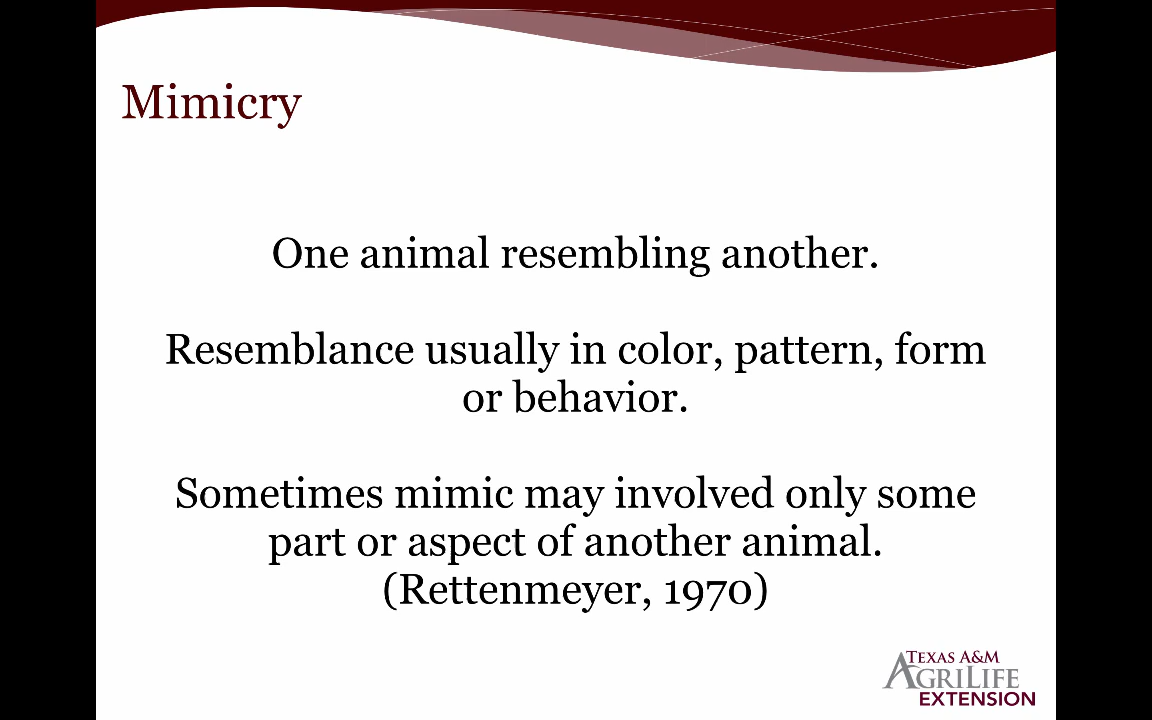 Mimicry
One animal resembling another.
Resemblance usually in color, pattern, form
or behavior.
Sometimes mimic may involved only some
part or aspect of another animal.
(Rettenmeyer, 1970)
TEXAS A&M
AGRILIFE
EXTENSION